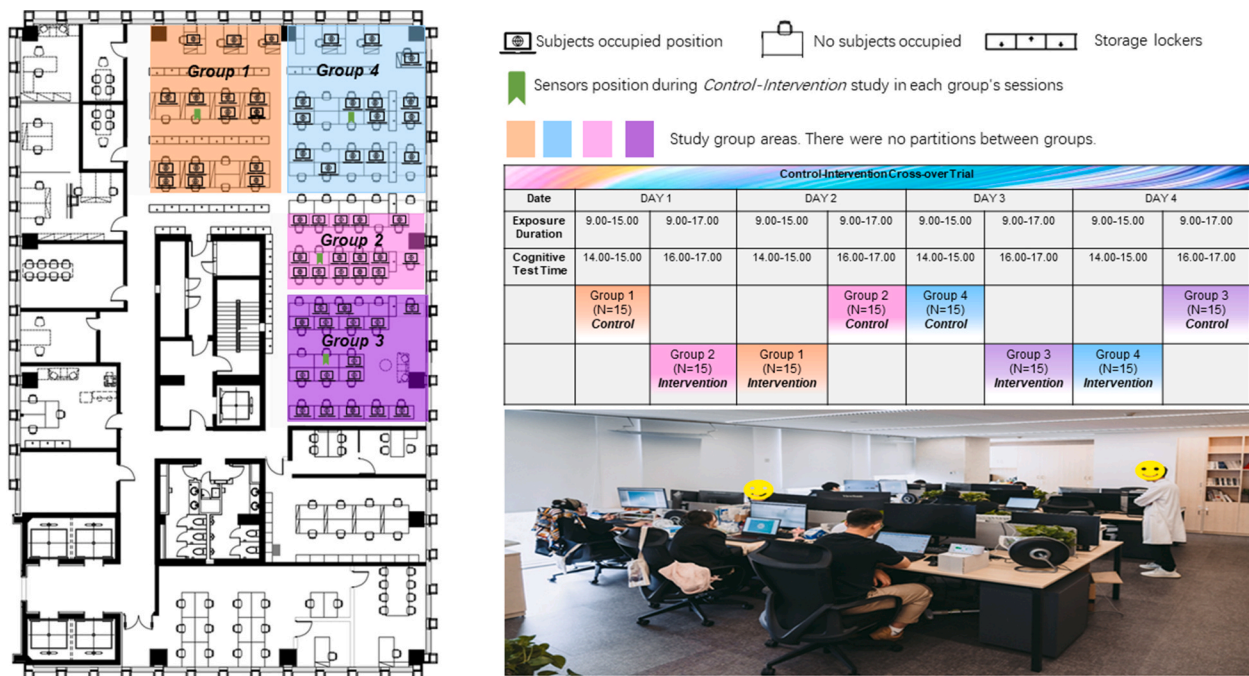 Group 1
Group 4
Group 2
Group 3
Subjects occupied position
No subjects occupied
Storage lockers
Sensors position during Control-Intervention study in each group's sessions
Study group areas. There were no partitions between groups.
Control-Intervention Cross-over Trial
Date DAY 1 DAY 2 DAY 3 DAY 4
Exposure Duration 9.00-15.00 9.00-17.00 9.00-15.00 9.00-17.00 9.00-15.00 9.00-17.00 9.00-15.00 9.00-17.00
Cognitive Test Time 14.00-15.00 16.00-17.00 14.00-15.00 16.00-17.00 14.00-15.00 16.00-17.00 14.00-15.00 16.00-17.00
Group 1 Group 2 Group 4 Group 3
(N=15) (N=15) (N=15) (N=15)
Control Control Control Control
Group 2 Group 1 Group 3 Group 4
(N=15) (N=15) (N=15) (N=15)
Intervention Intervention Intervention Intervention